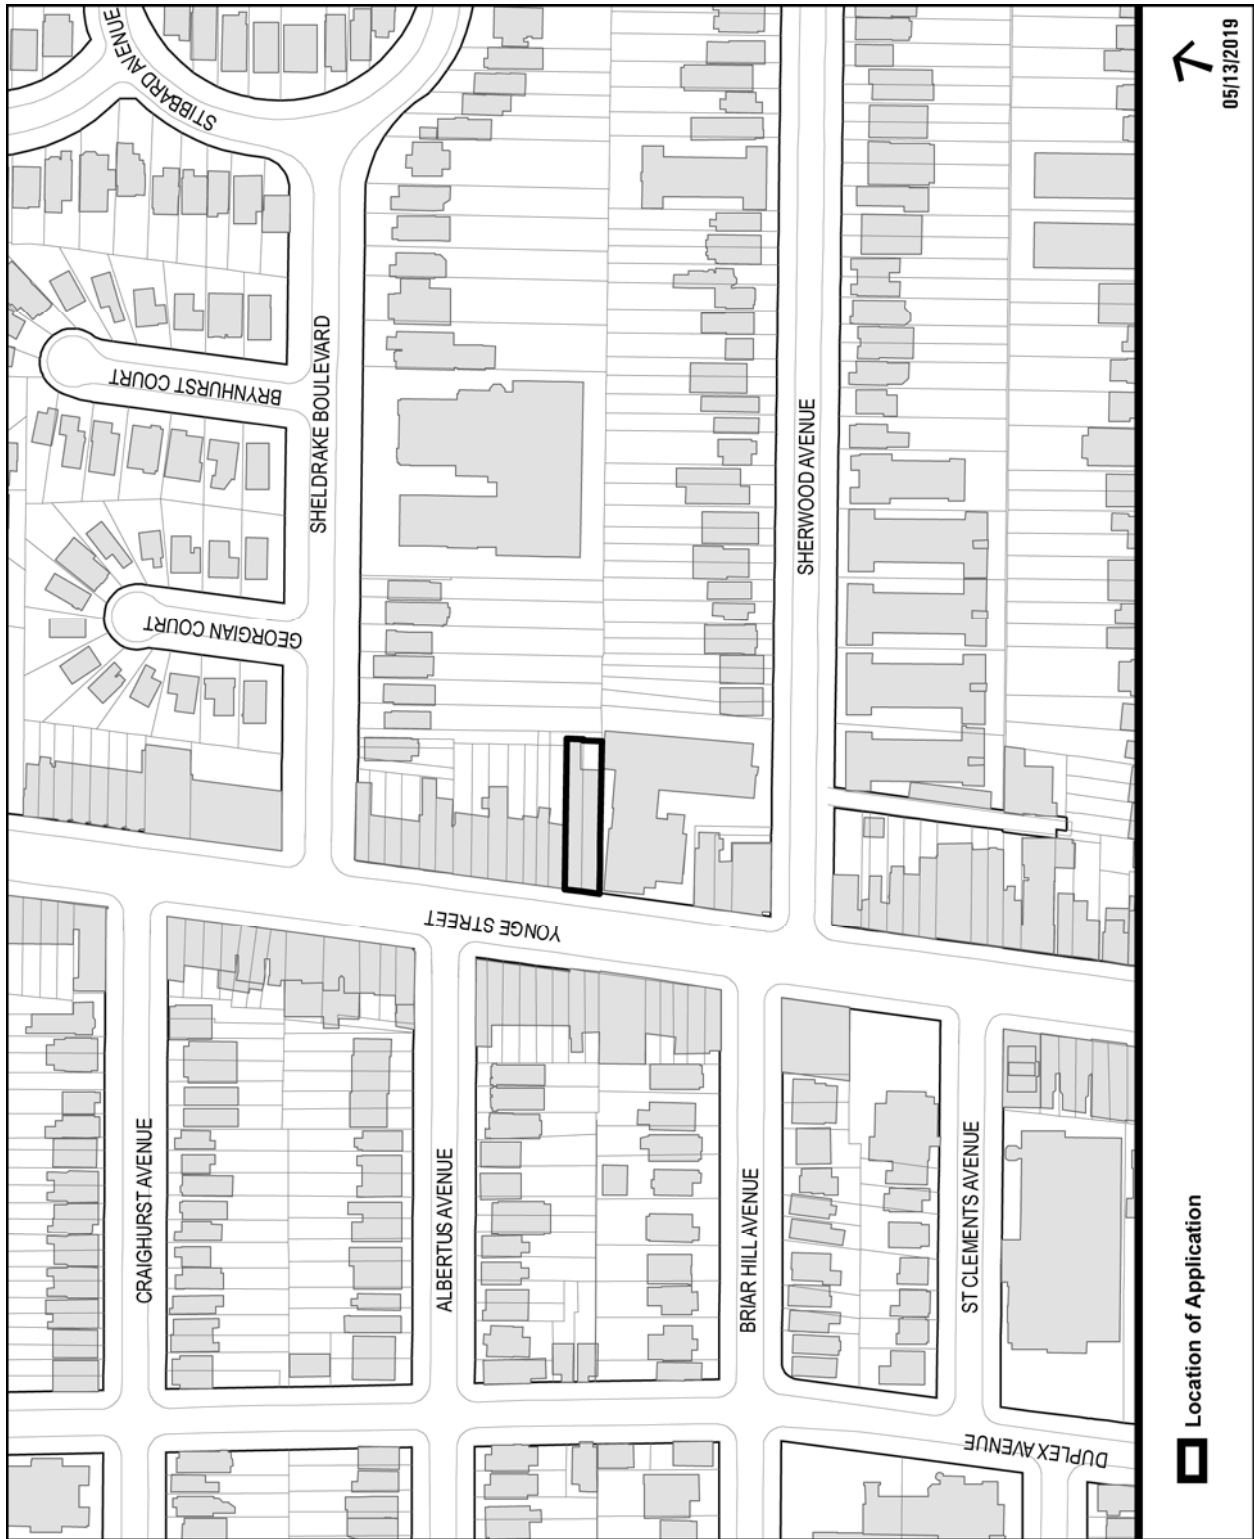 STIBBARD AVENUE
BRYNHURST COURT
SHELDRAKE BOULEVARD
GEORGIAN COURT
SHERWOOD AVENUE
YONGE STREET
CRAIGHURST AVENUE
ALBERTUS AVENUE
BRIAR HILL AVENUE
ST CLEMENTS AVENUE
DUPLEX AVENUE
Location of Application
05/13/2019